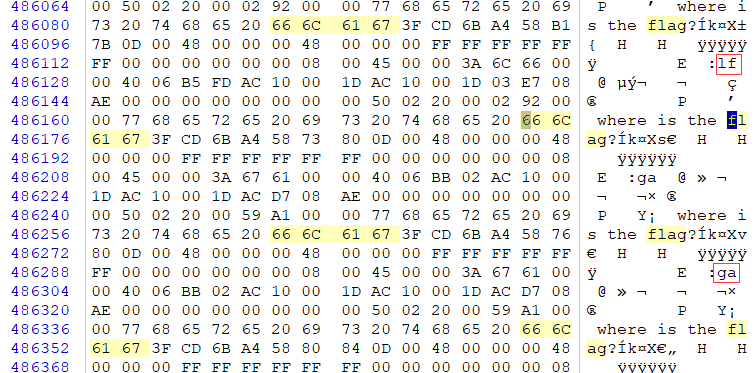 486064 00 50 02 20 00 02 92 00 00 77 68 65 72 65 20 69 P ’ where i
486080 73 20 74 68 65 20 66 6C 61 67 3F CD 6B A4 58 B1 s the flag?Ík¤X±
486096 7B 0D 00 48 00 00 00 48 00 00 00 FF FF FF FF FF { H H ÿÿÿÿÿ
486112 FF 00 00 00 00 00 08 00 45 00 00 3A 6C 66 00 00 ÿ E :lf
486128 00 40 06 B5 FD AC 10 00 1D AC 10 00 1D 03 E7 08 @ µý¬ ¬ ç
486144 AE 00 00 00 00 00 00 00 00 50 02 20 00 02 92 00 ® P ’
486160 00 77 68 65 72 65 20 69 73 20 74 68 65 20 66 6C where is the fl
486176 61 67 3F CD 6B A4 58 73 80 0D 00 48 00 00 00 48 ag?Ík¤Xs€ H H
486192 00 00 00 FF FF FF FF FF FF 00 00 00 00 00 00 08 ÿÿÿÿÿÿ
486208 00 45 00 00 3A 67 61 00 00 40 06 BB 02 AC 10 00 E :ga @ » ¬
486224 1D AC 10 00 1D AC D7 08 AE 00 00 00 00 00 00 00 ¬ ¬× ®
486240 00 50 02 20 00 59 A1 00 00 77 68 65 72 65 20 69 P Y¡ where i
486256 73 20 74 68 65 20 66 6C 61 67 3F CD 6B A4 58 76 s the flag?Ík¤Xv
486272 80 0D 00 48 00 00 00 48 00 00 00 FF FF FF FF FF € H H ÿÿÿÿÿ
486288 FF 00 00 00 00 00 08 00 45 00 00 3A 67 61 00 00 ÿ E :ga
486304 00 40 06 BB 02 AC 10 00 1D AC 10 00 1D AC D7 08 @ » ¬ ¬ ¬×
486320 AE 00 00 00 00 00 00 00 00 50 02 20 00 59 A1 00 ® P Y¡
486336 00 77 68 65 72 65 20 69 73 20 74 68 65 20 66 6C where is the fl
486352 61 67 3F CD 6B A4 58 80 84 0D 00 48 00 00 00 48 ag?Ík¤X€„ H H
486368 00 00 00 FF FF FF FF FF FF 00 00 00 00 00 00 08 ÿÿÿÿÿÿ